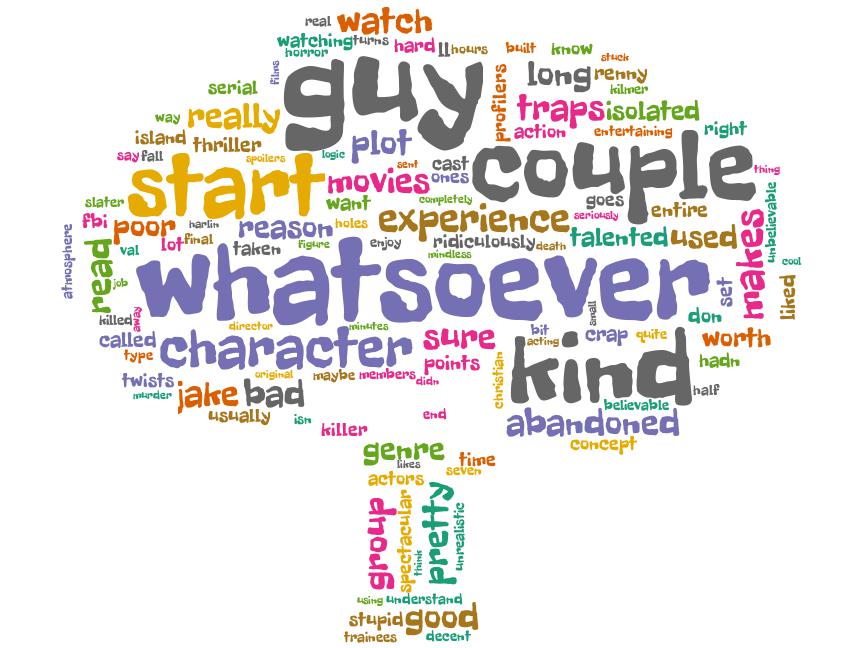 real watch
watching turns hard ll hours built know
horror films guy stuck
serial profilers long renny
kilmer
way really traps isolated
island thriller plot action entertaining right
say fall spoilers logic sent cast couple thing
start movies ones
slater want completely goes entire
fbi poor harlin reason holes experience seriously makes unbelievable
val lot final taken figure enjoy ridiculously death talented used
atmosphere read mindless cool
job whatsoever set liked
killed away small don
director minutes
called character sure bit crap quite worth
type acting
points kind hadn
twists original maybe members didn christian half
murder jake bad believable
usually isn end abandoned
killer concept
genre
likes time
actors seven
group spectacular think pretty unrealistic
using understand
stupid good
trainees decent